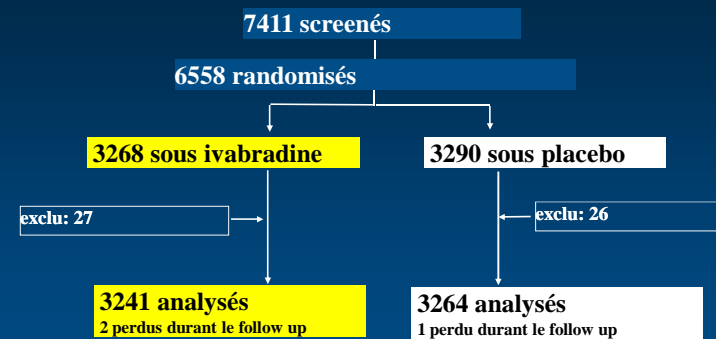 7411 screenés
6558 randomisés
3268 sous ivabradine
3290 sous placebo
exclu: 27
exclu: 26
3241 analysés
2 perdus durant le follow up
3264 analysés
1 perdu durant le follow up